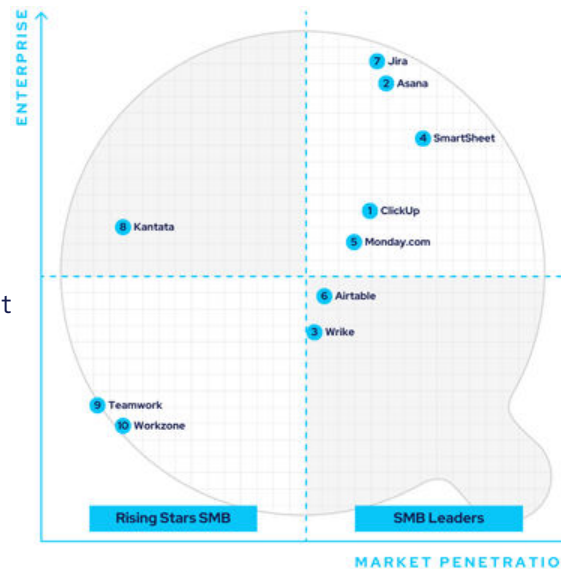 ENTERPRISE
7 Jira
2 Asana
4 SmartSheet
1 ClickUp
8 Kantata
5 Monday.com
t
6 Airtable
3 Wrike
9 Teamwork
10 Workzone
Rising Stars SMB
SMB Leaders
MARKET PENETRATIO